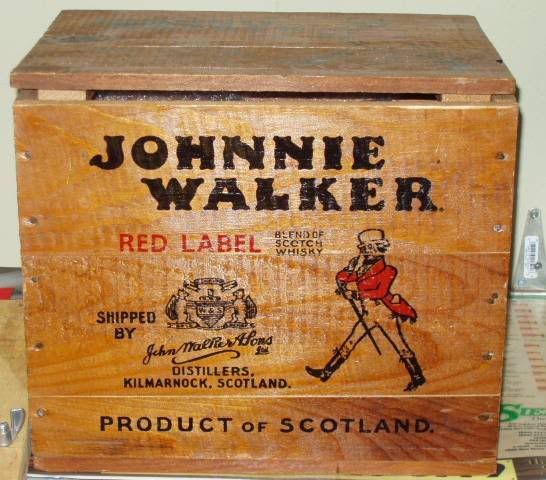 JOHNNIE
WALKER.
RED LABEL BLEND OF
SCOTCH
WHISKY
SHIPPED
BY
John Walker & Sons Ltd
DISTILLERS,
KILMARNOCK, SCOTLAND.
PRODUCT OF SCOTLAND.